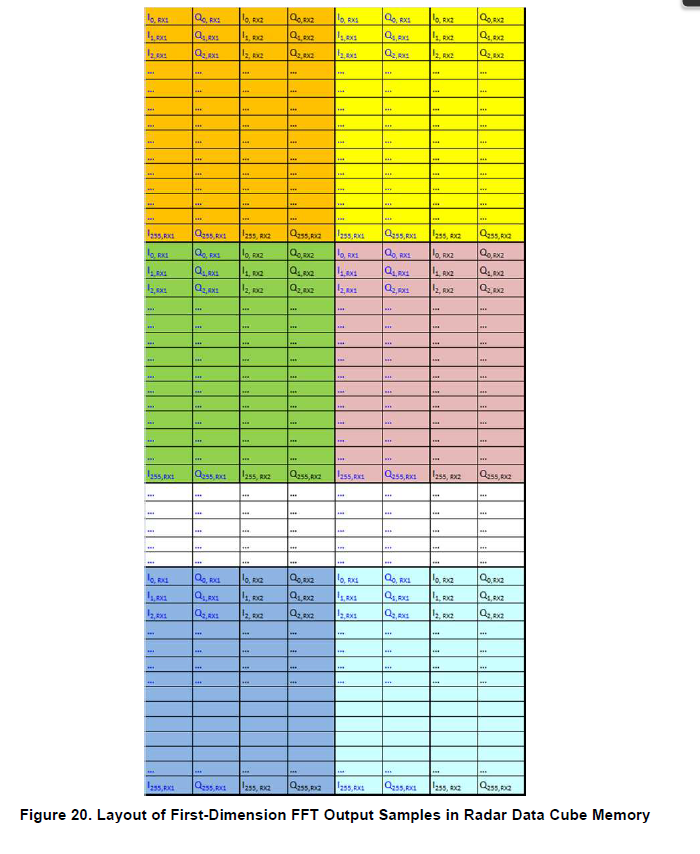 I0, RX1 Q0, RX1 I0, RX2 Q0,RX2 I0, RX1 Q0, RX1 I0, RX2 Q0,RX2
I1,RX1 Q1,RX1 I1, RX2 Q1,RX2 I1,RX1 Q1,RX1 I1, RX2 Q1,RX2
I2,RX1 Q2,RX1 I2, RX2 Q2,RX2 I2,RX1 Q2,RX1 I2, RX2 Q2,RX2
... ... ... ... ... ... ... ...
... ... ... ... ... ... ... ...
... ... ... ... ... ... ... ...
... ... ... ... ... ... ... ...
... ... ... ... ... ... ... ...
... ... ... ... ... ... ... ...
... ... ... ... ... ... ... ...
... ... ... ... ... ... ... ...
... ... ... ... ... ... ... ...
... ... ... ... ... ... ... ...
I255,RX1 Q255,RX1 I255, RX2 Q255,RX2 I255,RX1 Q255,RX1 I255, RX2 Q255,RX2
I0, RX1 Q0, RX1 I0, RX2 Q0,RX2 I0, RX1 Q0, RX1 I0, RX2 Q0,RX2
I1,RX1 Q1,RX1 I1, RX2 Q1,RX2 I1,RX1 Q1,RX1 I1, RX2 Q1,RX2
I2,RX1 Q2,RX1 I2, RX2 Q2,RX2 I2,RX1 Q2,RX1 I2, RX2 Q2,RX2
... ... ... ... ... ... ... ...
... ... ... ... ... ... ... ...
... ... ... ... ... ... ... ...
... ... ... ... ... ... ... ...
... ... ... ... ... ... ... ...
... ... ... ... ... ... ... ...
... ... ... ... ... ... ... ...
... ... ... ... ... ... ... ...
... ... ... ... ... ... ... ...
... ... ... ... ... ... ... ...
I255,RX1 Q255,RX1 I255, RX2 Q255,RX2 I255,RX1 Q255,RX1 I255, RX2 Q255,RX2
... ... ... ... ... ... ... ...
... ... ... ... ... ... ... ...
... ... ... ... ... ... ... ...
... ... ... ... ... ... ... ...
... ... ... ... ... ... ... ...
I0, RX1 Q0, RX1 I0, RX2 Q0,RX2 I0, RX1 Q0, RX1 I0, RX2 Q0,RX2
I1,RX1 Q1,RX1 I1, RX2 Q1,RX2 I1,RX1 Q1,RX1 I1, RX2 Q1,RX2
I2,RX1 Q2,RX1 I2, RX2 Q2,RX2 I2,RX1 Q2,RX1 I2, RX2 Q2,RX2
... ... ... ... ... ... ... ...
... ... ... ... ... ... ... ...
... ... ... ... ... ... ... ...
... ... ... ... ... ... ... ...
... ... ... ... ... ... ... ...
I255,RX1 Q255,RX1 I255, RX2 Q255,RX2 I255,RX1 Q255,RX1 I255, RX2 Q255,RX2
Figure 20. Layout of First-Dimension FFT Output Samples in Radar Data Cube Memory